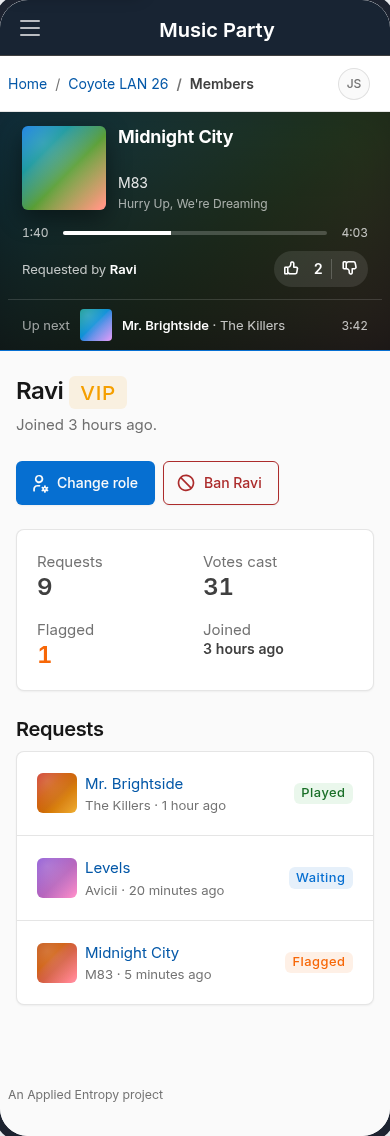 Music Party
Home / Coyote LAN 26 / Members
JS
Midnight City
M83
Hurry Up, We're Dreaming
1:40
4:03
Requested by Ravi
2
Up next
Mr. Brightside · The Killers
3:42
Ravi VIP
Joined 3 hours ago.
Change role
Ban Ravi
Requests
Votes cast
9
31
Flagged
Joined
1
3 hours ago
Requests
Mr. Brightside
The Killers · 1 hour ago
Played
Levels
Avicii · 20 minutes ago
Waiting
Midnight City
M83 · 5 minutes ago
Flagged
An Applied Entropy project